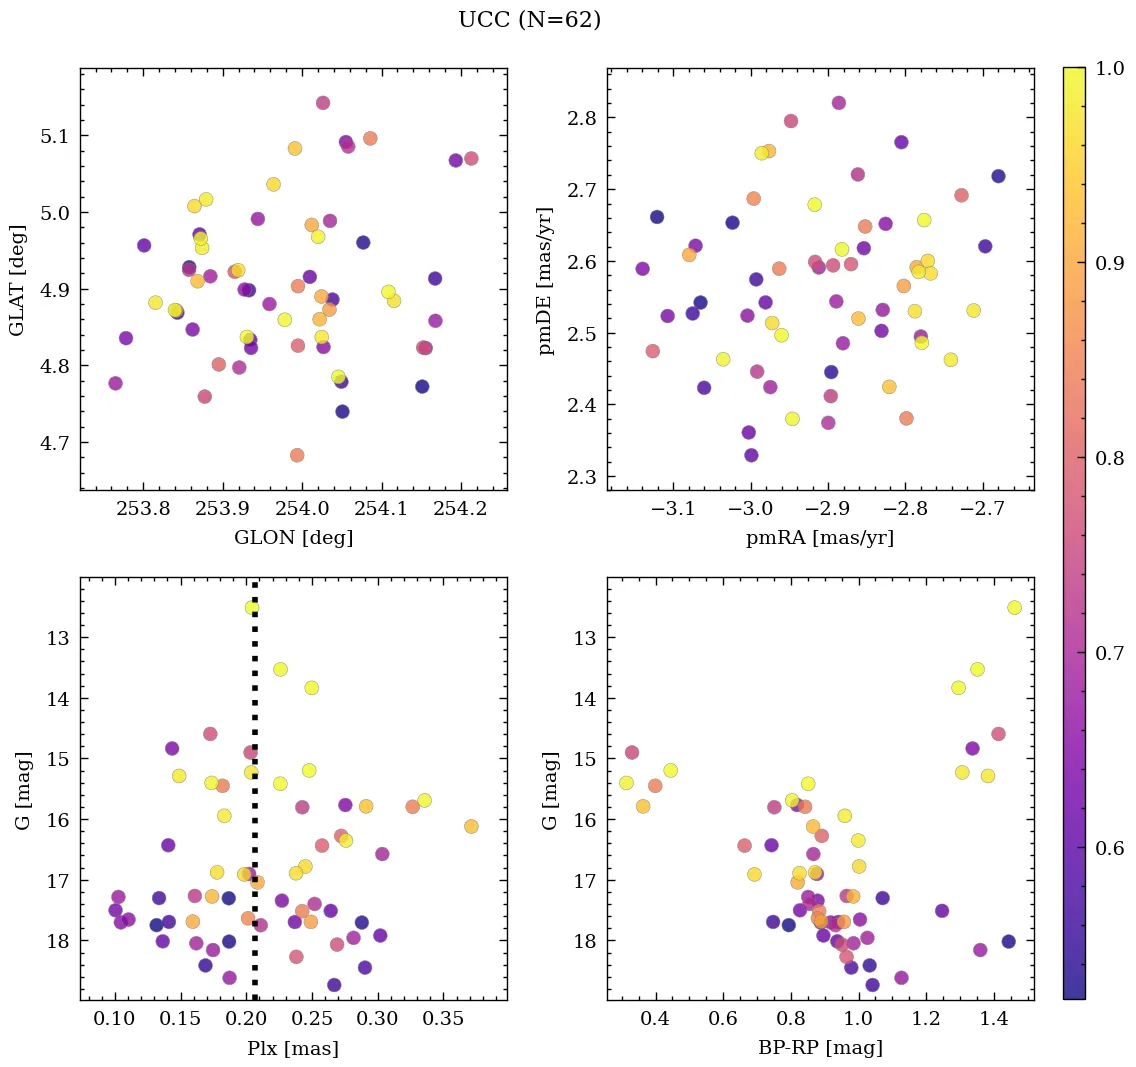 UCC (N=62)
5.1
5.0
4.9
4.8
4.7
GLAT [deg]
253.8 253.9 254.0 254.1 254.2
GLON [deg]
2.8
2.7
2.6
2.5
2.4
2.3
pmDE [mas/yr]
−3.1 −3.0 −2.9 −2.8 −2.7
pmRA [mas/yr]
1.0
0.9
0.8
0.7
0.6
13
14
15
16
17
18
G [mag]
0.10 0.15 0.20 0.25 0.30 0.35
Plx [mas]
13
14
15
16
17
18
G [mag]
0.4 0.6 0.8 1.0 1.2 1.4
BP-RP [mag]